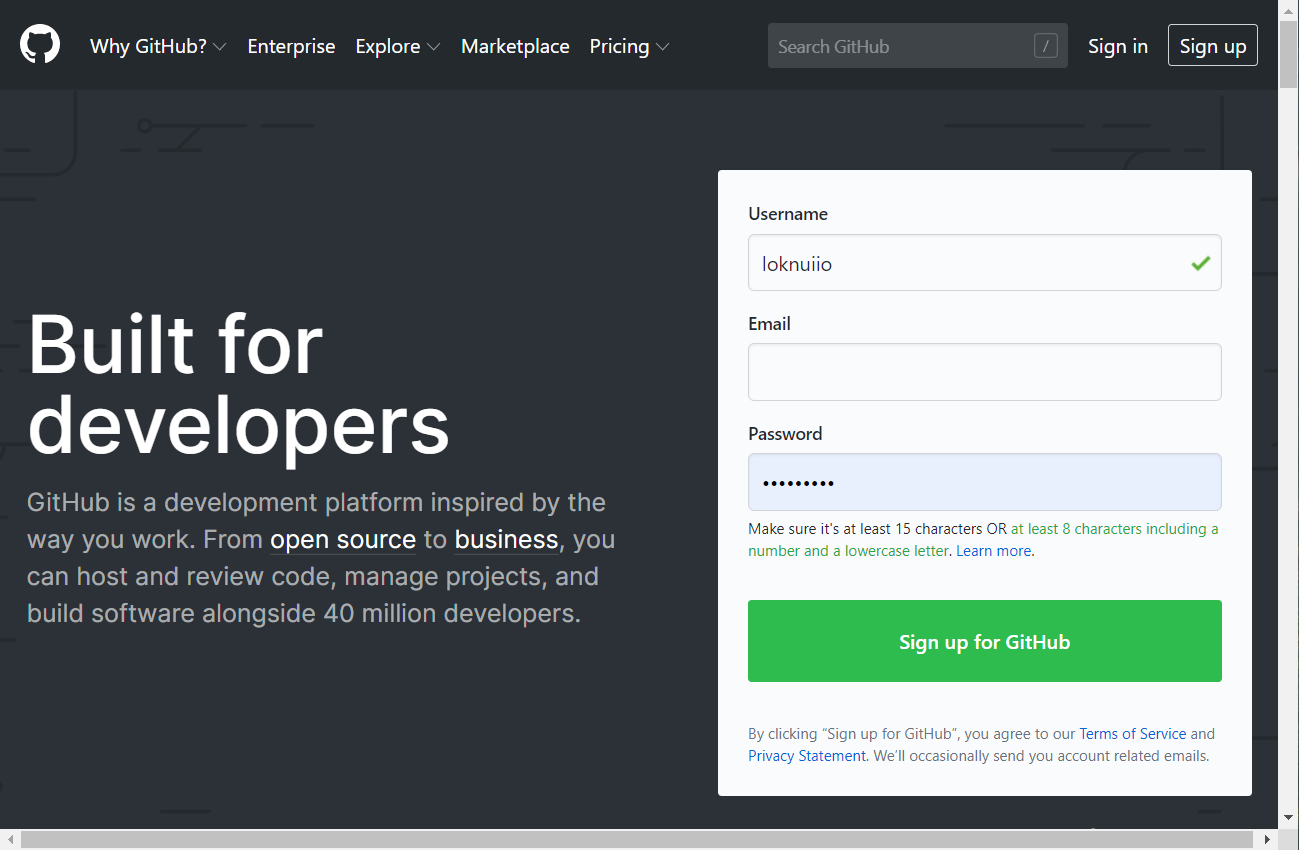 Why GitHub? Enterprise Explore Marketplace Pricing Search GitHub / Sign in Sign up
Built for
developers
GitHub is a development platform inspired by the
way you work. From open source to business, you
can host and review code, manage projects, and
build software alongside 40 million developers.
Username
loknuiio
Email
Password
•••••••••
Make sure it's at least 15 characters OR at least 8 characters including a
number and a lowercase letter. Learn more.
Sign up for GitHub
By clicking “Sign up for GitHub”, you agree to our Terms of Service and
Privacy Statement. We’ll occasionally send you account related emails.